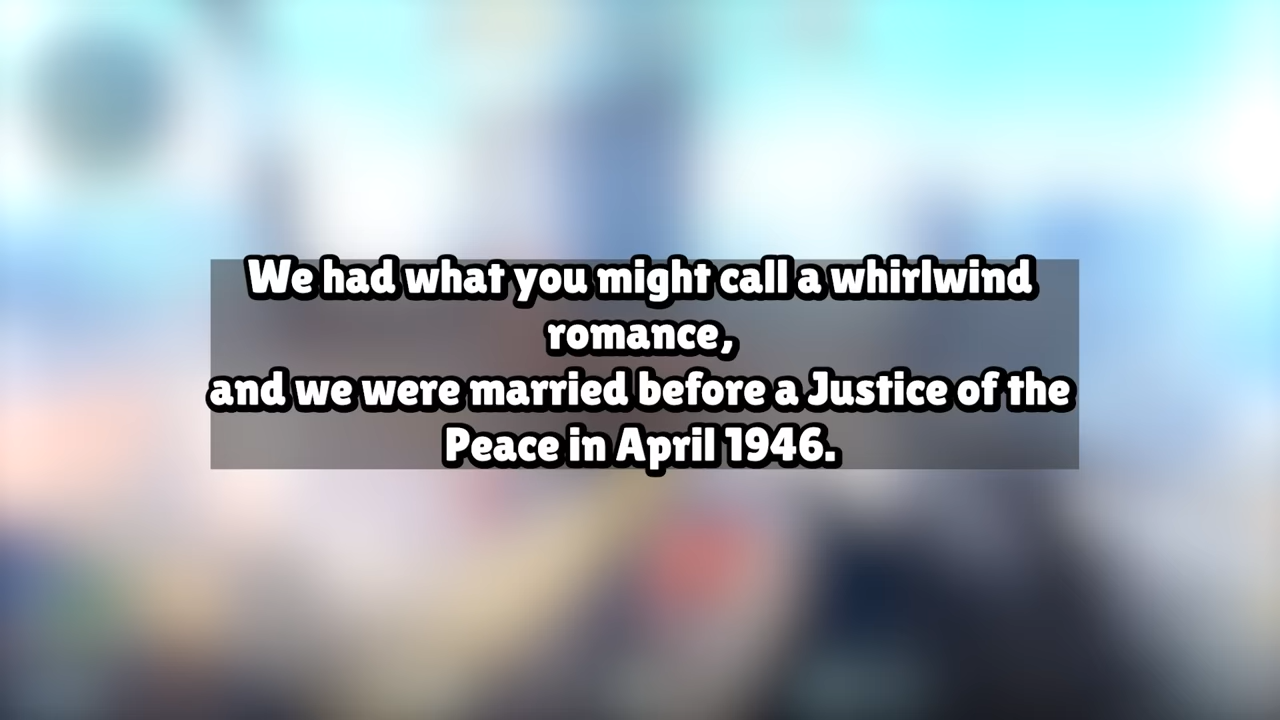 We had what you might call a whirlwind
romance,
and we were married before a Justice of the
Peace in April 1946.